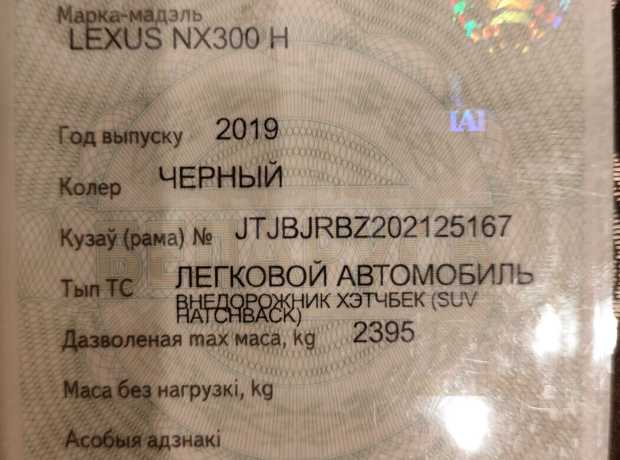 Марка-мадэль
LEXUS NX300 H
[A]
Год выпуску 2019
Колер ЧЕРНЫЙ
Кузаў (рама) № JTJBJRBZ202125167
Тып ТС ЛЕГКОВОЙ АВТОМОБИЛЬ
ВНЕДОРОЖНИК ХЭТЧБЕК (SUV
HATCHBACK)
Дазволеная max маса, kg 2395
Маса без нагрузкі, kg
Асобыя адзнакі